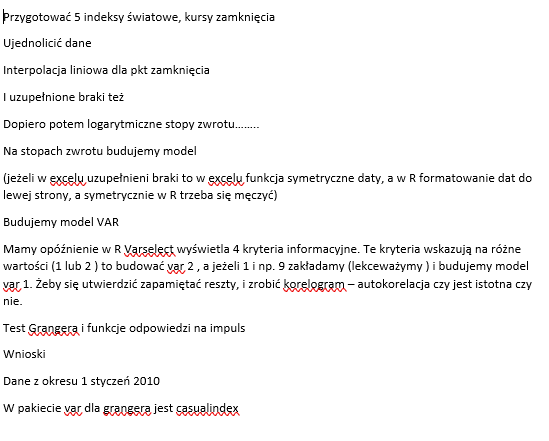 Przygotować 5 indeksy światowe, kursy zamknięcia
Ujednolicić dane
Interpolacja liniowa dla pkt zamknięcia
I uzupełnione braki też
Dopiero potem logarytmiczne stopy zwrotu........
Na stopach zwrotu budujemy model
(jeżeli w excelu uzupełnieni braki to w excelu funkcja symetryczne daty, a w R formatowanie dat do
lewej strony, a symetrycznie w R trzeba się męczyć)
Budujemy model VAR
Mamy opóźnienie w R Varselect wyświetla 4 kryteria informacyjne. Te kryteria wskazują na różne
wartości (1 lub 2 ) to budować var 2 , a jeżeli 1 i np. 9 zakładamy (lekceważymy ) i budujemy model
var 1. Żeby się utwierdzić zapamiętać reszty, i zrobić korelogram – autokorelacja czy jest istotna czy
nie.
Test Grangera i funkcje odpowiedzi na impuls
Wnioski
Dane z okresu 1 styczeń 2010
W pakiecie var dla grangera jest casualindex